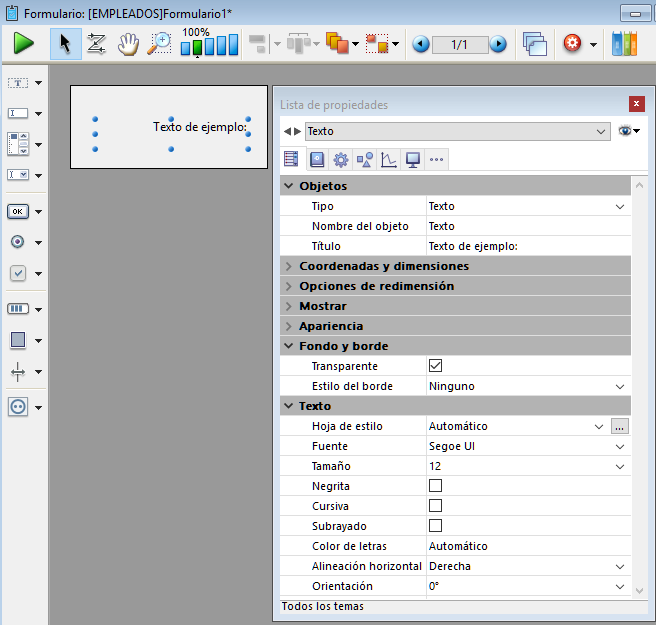 Formulario: [EMPLEADOS]Formulario1*
100%
1/1
T
I
OK
Texto de ejemplo:
Lista de propiedades
Texto
Objetos
Tipo Texto
Nombre del objeto Texto
Título Texto de ejemplo:
Coordenadas y dimensiones
Opciones de redimensión
Mostrar
Apariencia
Fondo y borde
Transparente
Estilo del borde Ninguno
Texto
Hoja de estilo Automático ...
Fuente Segoe UI
Tamaño 12
Negrita
Cursiva
Subrayado
Color de letras Automático
Alineación horizontal Derecha
Orientación 0°
Todos los temas